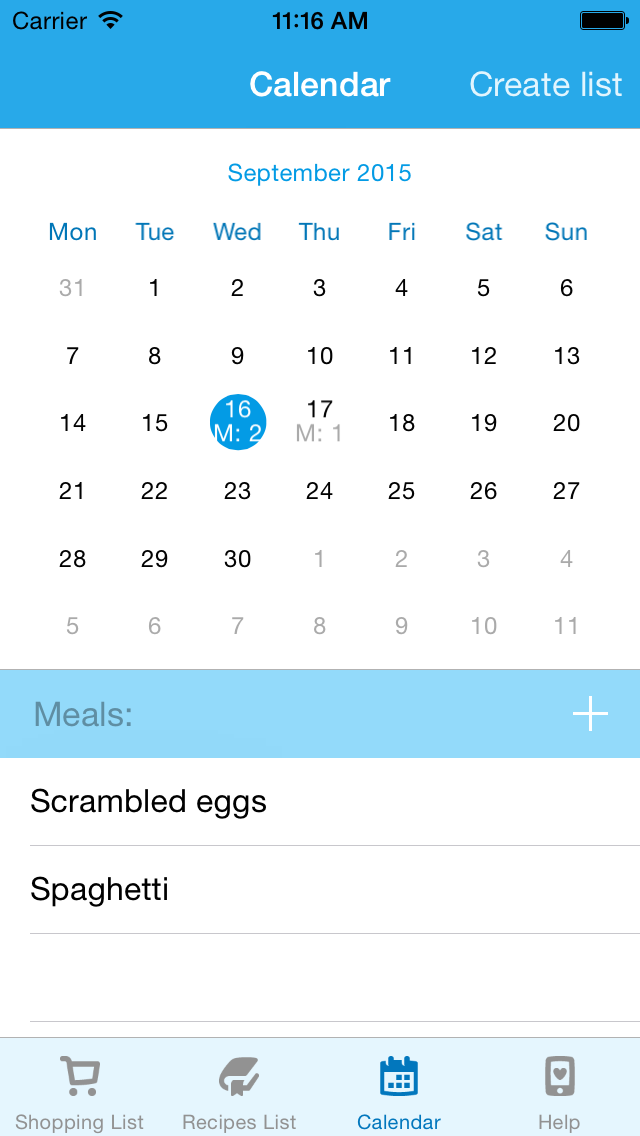 Carrier 11:16 AM
Calendar Create list
September 2015
Mon Tue Wed Thu Fri Sat Sun
31 1 2 3 4 5 6
7 8 9 10 11 12 13
14 15 16 17 18 19 20
M: 2 M: 1
21 22 23 24 25 26 27
28 29 30 1 2 3 4
5 6 7 8 9 10 11
Meals:
Scrambled eggs
Spaghetti
Shopping List Recipes List Calendar Help